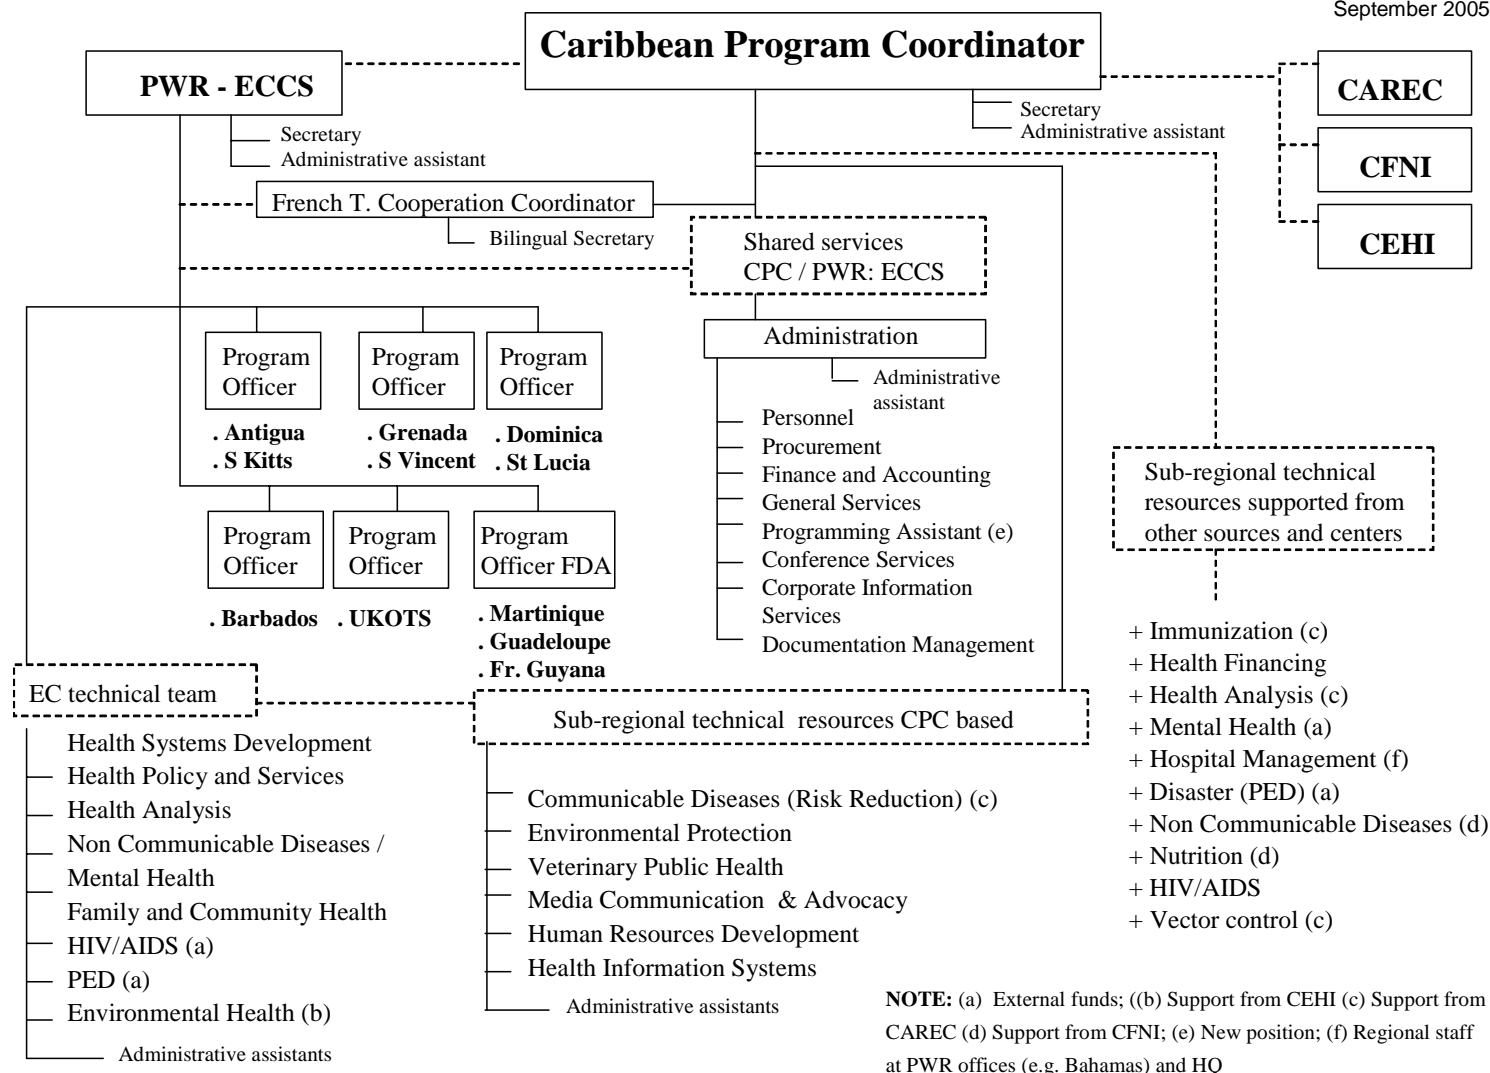 September 2005
Caribbean Program Coordinator
PWR - ECCS
CAREC
Secretary
Administrative assistant
Secretary
Administrative assistant
CFNI
French T. Cooperation Coordinator
Bilingual Secretary
CEHI
Shared services
CPC / PWR: ECCS
Administration
Administrative
assistant
Program
Officer
Program
Officer
Program
Officer
. Antigua
. S Kitts
. Grenada
. S Vincent
. Dominica
. St Lucia
Personnel
Procurement
Finance and Accounting
General Services
Programming Assistant (e)
Conference Services
Corporate Information
Services
Documentation Management
Sub-regional technical
resources supported from
other sources and centers
Program
Officer
Program
Officer
Program
Officer FDA
. Barbados
. UKOTS
. Martinique
. Guadeloupe
. Fr. Guyana
+ Immunization (c)
+ Health Financing
+ Health Analysis (c)
+ Mental Health (a)
+ Hospital Management (f)
+ Disaster (PED) (a)
+ Non Communicable Diseases (d)
+ Nutrition (d)
+ HIV/AIDS
+ Vector control (c)
EC technical team
Health Systems Development
Health Policy and Services
Health Analysis
Non Communicable Diseases /
Mental Health
Family and Community Health
HIV/AIDS (a)
PED (a)
Environmental Health (b)
Administrative assistants
Sub-regional technical resources CPC based
Communicable Diseases (Risk Reduction) (c)
Environmental Protection
Veterinary Public Health
Media Communication & Advocacy
Human Resources Development
Health Information Systems
Administrative assistants
NOTE: (a) External funds; ((b) Support from CEHI (c) Support from
CAREC (d) Support from CFNI; (e) New position; (f) Regional staff
at PWR offices (e.g. Bahamas) and HQ